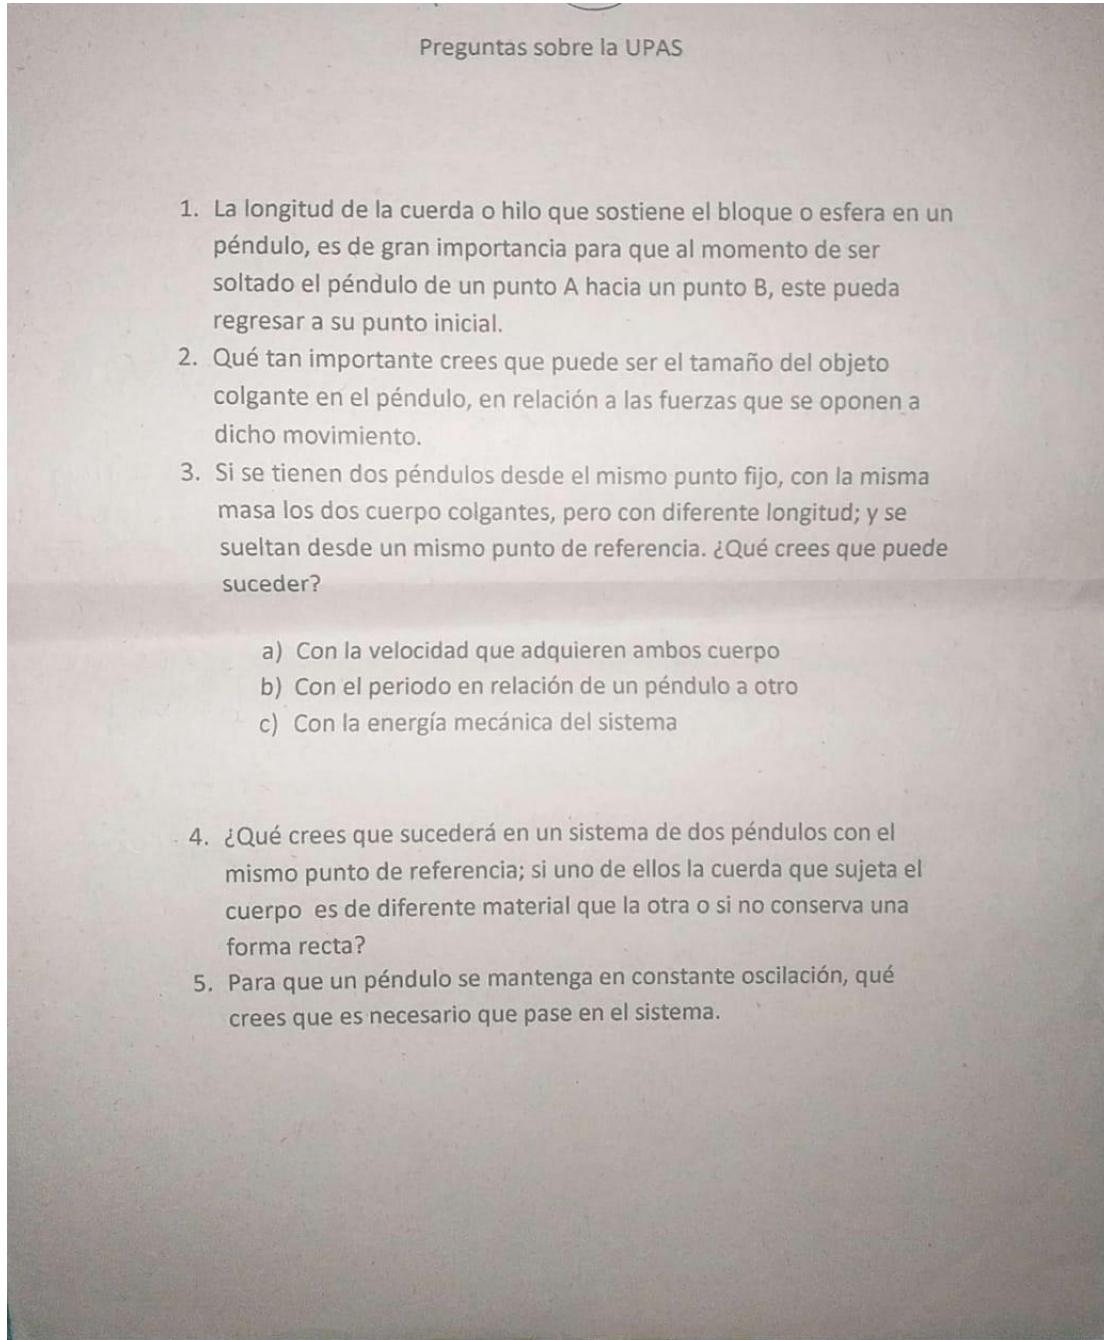 Preguntas sobre la UPAS
1. La longitud de la cuerda o hilo que sostiene el bloque o esfera en un
péndulo, es de gran importancia para que al momento de ser
soltado el péndulo de un punto A hacia un punto B, este pueda
regresar a su punto inicial.
2. Qué tan importante crees que puede ser el tamaño del objeto
colgante en el péndulo, en relación a las fuerzas que se oponen a
dicho movimiento.
3. Si se tienen dos péndulos desde el mismo punto fijo, con la misma
masa los dos cuerpo colgantes, pero con diferente longitud; y se
sueltan desde un mismo punto de referencia. ¿Qué crees que puede
suceder?
a) Con la velocidad que adquieren ambos cuerpo
b) Con el periodo en relación de un péndulo a otro
c) Con la energía mecánica del sistema
4. ¿Qué crees que sucederá en un sistema de dos péndulos con el
mismo punto de referencia; si uno de ellos la cuerda que sujeta el
cuerpo es de diferente material que la otra o si no conserva una
forma recta?
5. Para que un péndulo se mantenga en constante oscilación, qué
crees que es necesario que pase en el sistema.